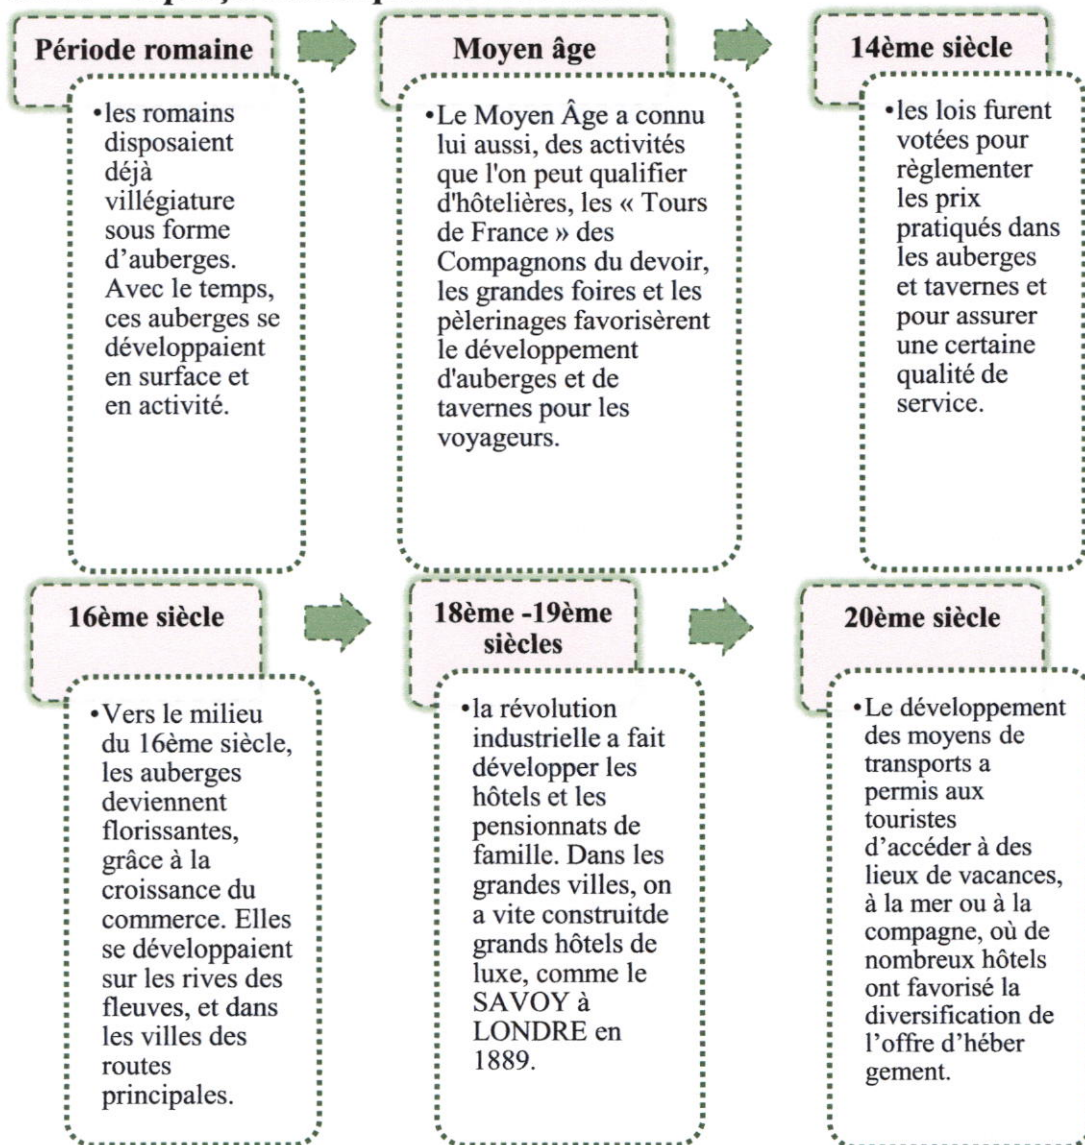 Période romaine
•les romains
disposaient
déjà
villégiature
sous forme
d'auberges.
Avec le temps,
ces auberges se
développaient
en surface et
en activité.
Moyen âge
•Le Moyen Âge a connu
lui aussi, des activités
que l'on peut qualifier
d'hôtelières, les « Tours
de France » des
Compagnons du devoir,
les grandes foires et les
pèlerinages favorisèrent
le développement
d'auberges et de
tavernes pour les
voyageurs.
14ème siècle
•les lois furent
votées pour
règlementer
les prix
pratiqués dans
les auberges
et tavernes et
pour assurer
une certaine
qualité de
service.
16ème siècle
•Vers le milieu
du 16ème siècle,
les auberges
deviennent
florissantes,
grâce à la
croissance du
commerce. Elles
se développaient
sur les rives des
fleuves, et dans
les villes des
routes
principales.
18ème -19ème
siècles
•la révolution
industrielle a fait
développer les
hôtels et les
pensionnats de
famille. Dans les
grandes villes, on
a vite construitde
grands hôtels de
luxe, comme le
SAVOY à
LONDRE en
1889.
20ème siècle
•Le développement
des moyens de
transports a
permis aux
touristes
d'accéder à des
lieux de vacances,
à la mer ou à la
compagne, où de
nombreux hôtels
ont favorisé la
diversification de
l'offre d'héber
gement.